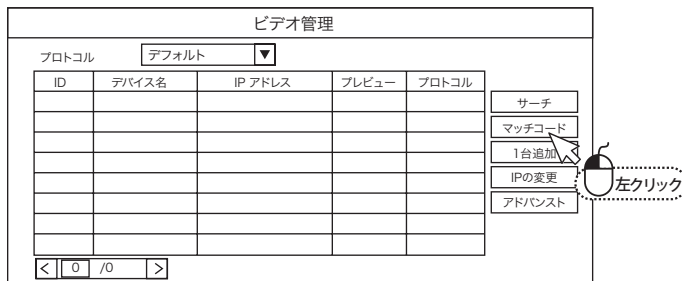 ビデオ管理
プロトコル デフォルト ▼
ID デバイス名 IP アドレス プレビュー プロトコル
サーチ
マッチコード
1台追加
IPの変更
左クリック
アドバンスト
< 0 /0 >